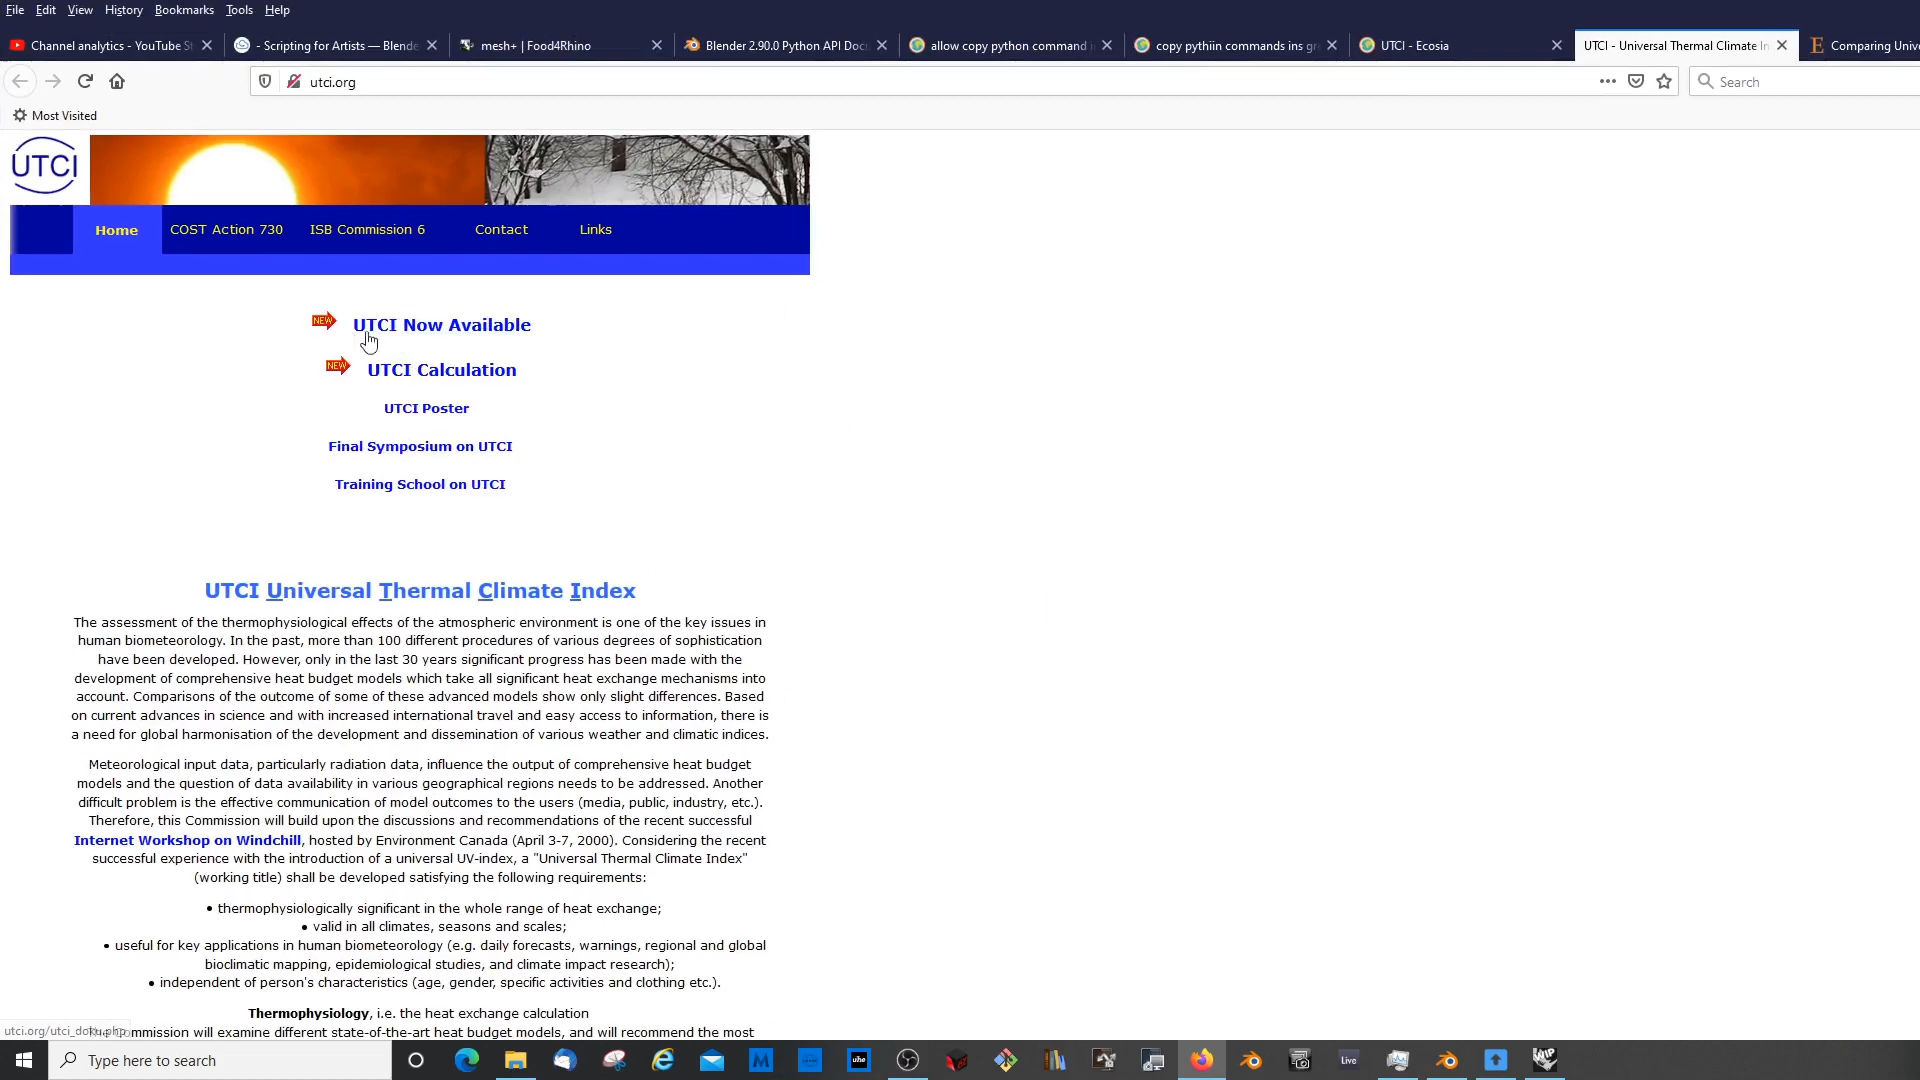 File Edit View History Bookmarks Tools Help
Channel analytics - YouTube St
- Scripting for Artists — Blende
mesh+ | Food4Rhino
Blender 2.90.0 Python API Docu
allow copy python command i
copy pythiin commands ins gr
UTCI - Ecosia
UTCI - Universal Thermal Climate In
Comparing Unive
utci.org
Search
Most Visited
UTCI
Home COST Action 730 ISB Commission 6 Contact Links
NEW UTCI Now Available
NEW UTCI Calculation
UTCI Poster
Final Symposium on UTCI
Training School on UTCI
UTCI Universal Thermal Climate Index
The assessment of the thermophysiological effects of the atmospheric environment is one of the key issues in
human biometeorology. In the past, more than 100 different procedures of various degrees of sophistication
have been developed. However, only in the last 30 years significant progress has been made with the
development of comprehensive heat budget models which take all significant heat exchange mechanisms into
account. Comparisons of the outcome of some of these advanced models show only slight differences. Based
on current advances in science and with increased international travel and easy access to information, there is
a need for global harmonisation of the development and dissemination of various weather and climatic indices.
Meteorological input data, particularly radiation data, influence the output of comprehensive heat budget
models and the question of data availability in various geographical regions needs to be addressed. Another
difficult problem is the effective communication of model outcomes to the users (media, public, industry, etc.).
Therefore, this Commission will build upon the discussions and recommendations of the recent successful
Internet Workshop on Windchill, hosted by Environment Canada (April 3-7, 2000). Considering the recent
successful experience with the introduction of a universal UV-index, a "Universal Thermal Climate Index"
(working title) shall be developed satisfying the following requirements:
• thermophysiologically significant in the whole range of heat exchange;
• valid in all climates, seasons and scales;
• useful for key applications in human biometeorology (e.g. daily forecasts, warnings, regional and global
bioclimatic mapping, epidemiological studies, and climate impact research);
• independent of person's characteristics (age, gender, specific activities and clothing etc.).
Thermophysiology, i.e. the heat exchange calculation
utci.org/utci_doku.php
Commission will examine different state-of-the-art heat budget models, and will recommend the most
Type here to search
uhe
Live